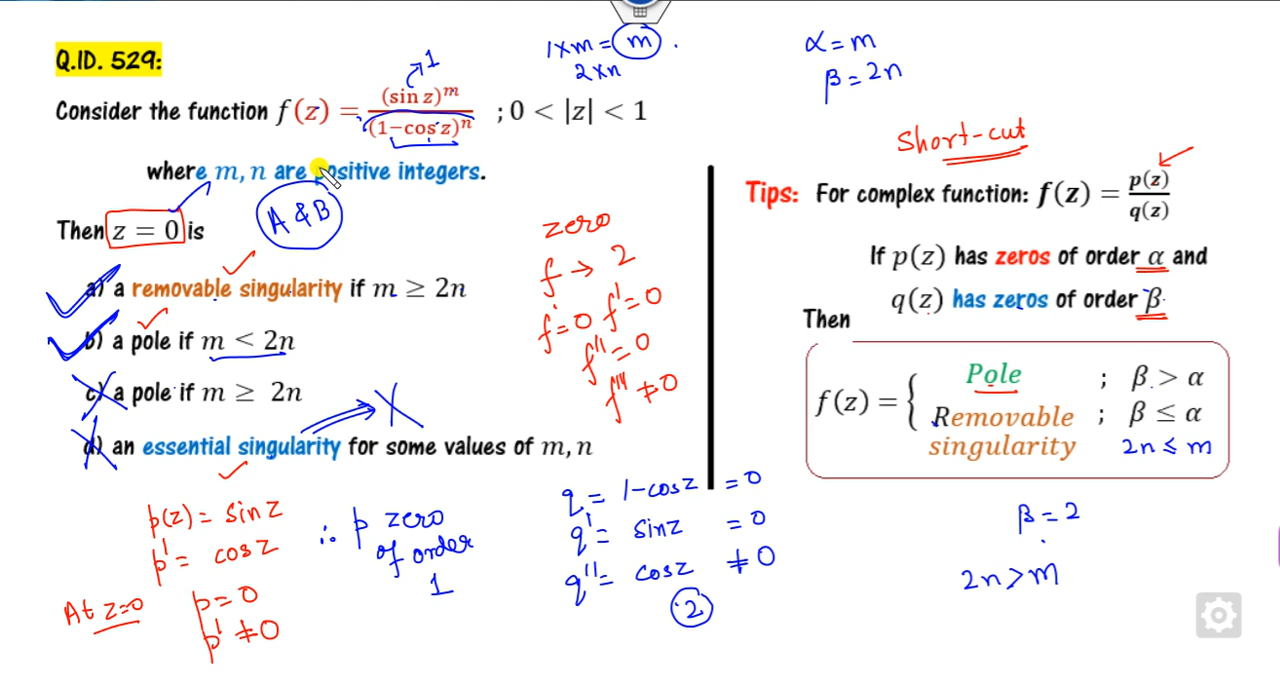 Q.ID. 529:
1×m = m .
2×n
α = m
β = 2n
1
Consider the function f(z) = (sin z)^m / (1−cos z)^n ; 0 < |z| < 1
where m, n are positive integers.
A & B
Then z = 0 is
a) a removable singularity if m ≥ 2n
b) a pole if m < 2n
c) a pole if m ≥ 2n
d) an essential singularity for some values of m, n
zero
f → 2
f = 0 f' = 0
f'' = 0
f''' ≠ 0
p(z) = sin z
p' = cos z
At z=0 p = 0
p' ≠ 0
∴ p zero
of order
1
q = 1−cosz = 0
q' = sinz = 0
q'' = cosz ≠ 0
2
Short-cut
Tips: For complex function: f(z) = p(z)/q(z)
If p(z) has zeros of order α and
q(z) has zeros of order β.
Then
f(z) = { Pole ; β > α
Removable ; β ≤ α
singularity 2n ≤ m
β = 2
2n > m